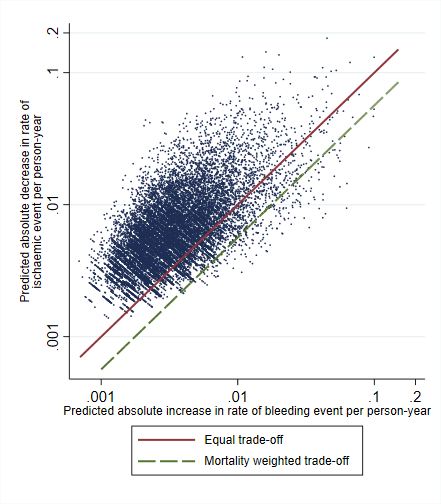 .2
.1
.01
.001
Predicted absolute decrease in rate of
ischaemic event per person-year
.001 .01 .1 .2
Predicted absolute increase in rate of bleeding event per person-year
Equal trade-off
Mortality weighted trade-off